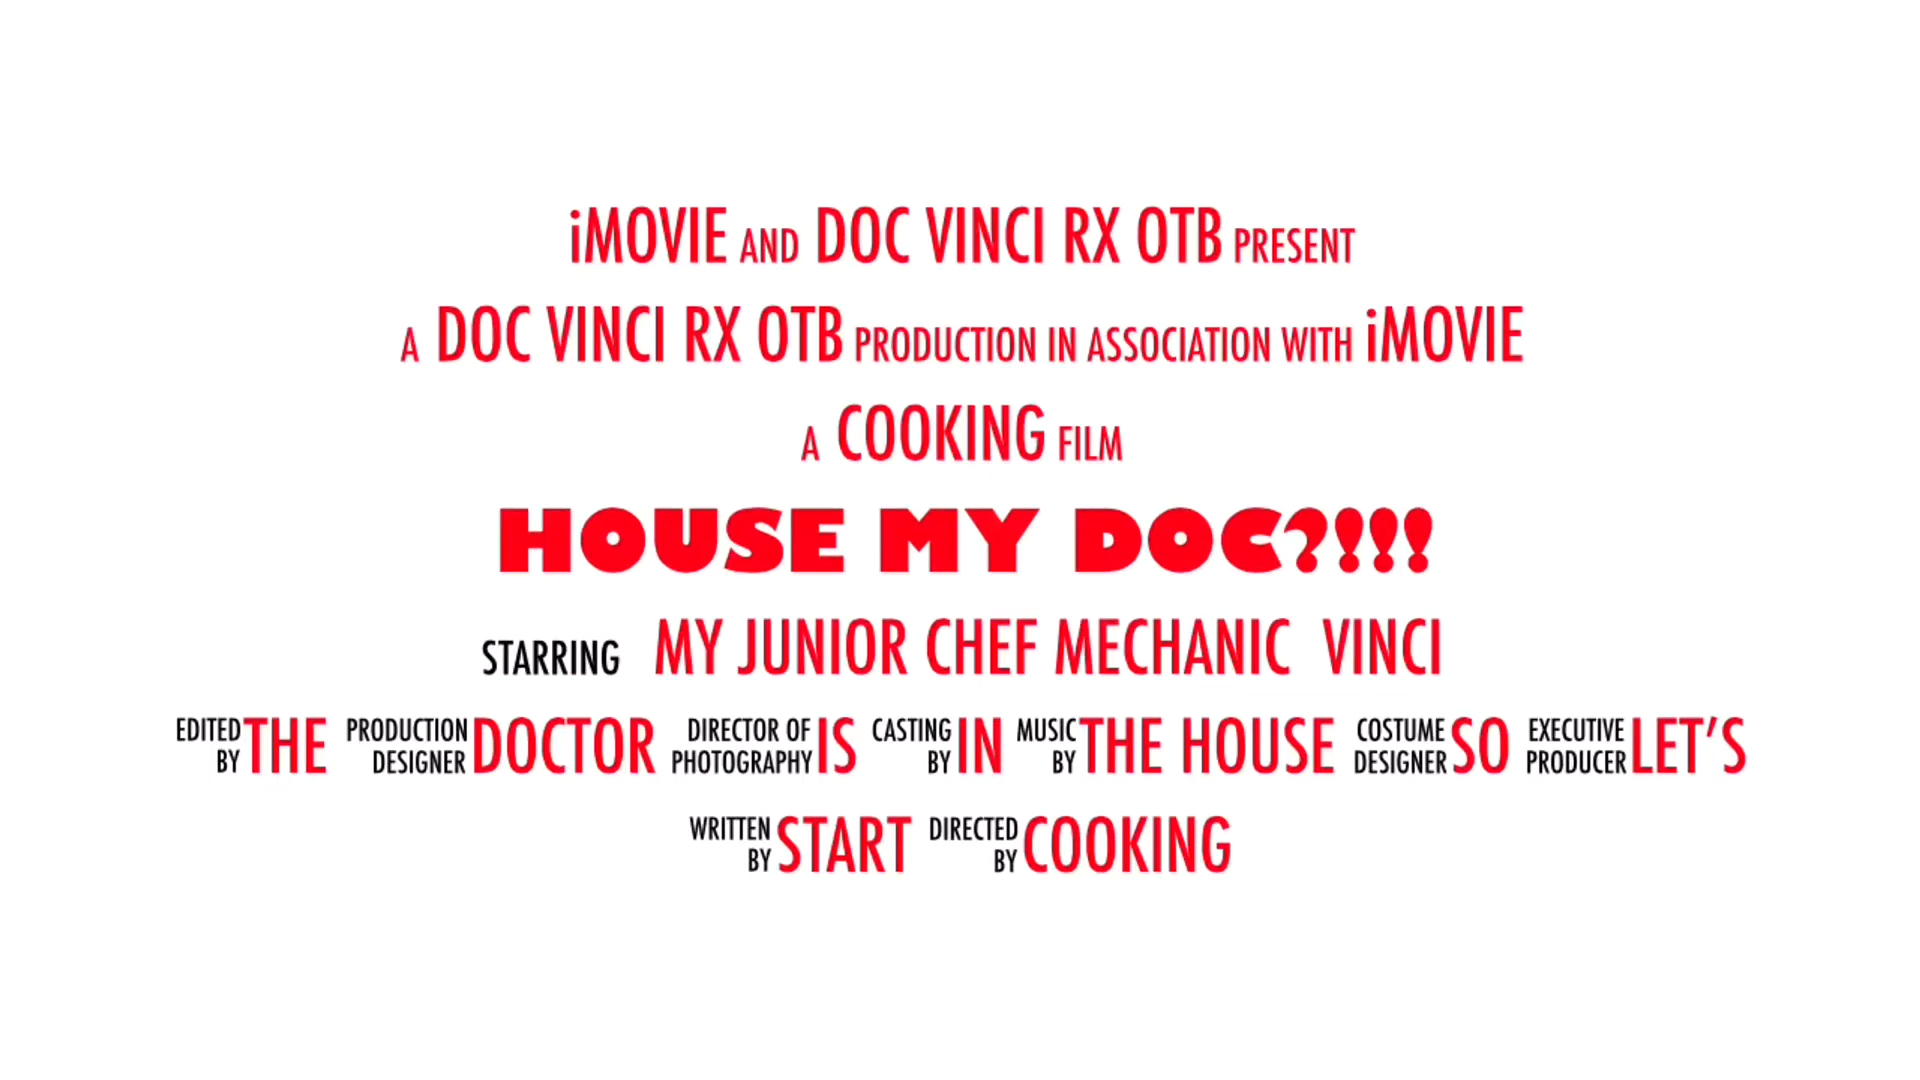 iMOVIE AND DOC VINCI RX OTB PRESENT
A DOC VINCI RX OTB PRODUCTION IN ASSOCIATION WITH iMOVIE
A COOKING FILM
HOUSE MY DOC?!!!
STARRING MY JUNIOR CHEF MECHANIC VINCI
EDITED BY THE PRODUCTION DESIGNER DOCTOR DIRECTOR OF PHOTOGRAPHY IS CASTING BY IN MUSIC BY THE HOUSE COSTUME DESIGNER SO EXECUTIVE PRODUCER LET'S
WRITTEN BY START DIRECTED BY COOKING